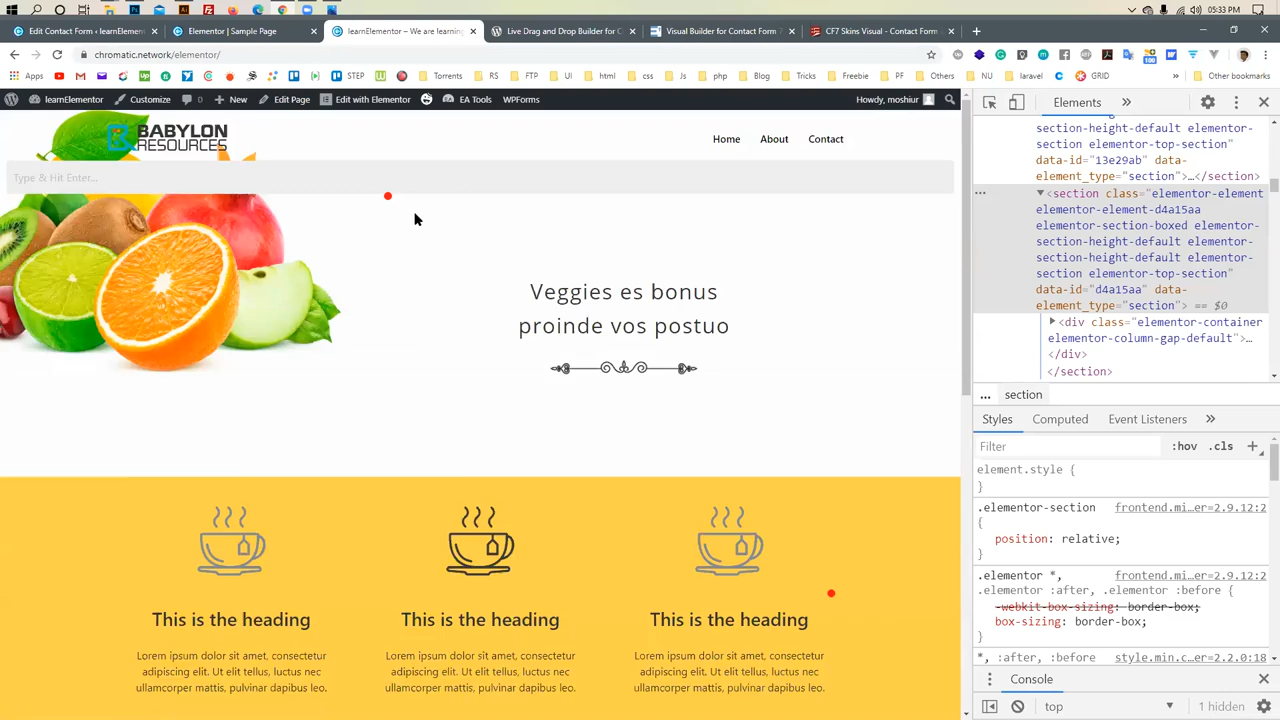 05:33 PM
Edit Contact Form ‹ learnElemen
Elementor | Sample Page
learnElementor – We are learning
Live Drag and Drop Builder for C
Visual Builder for Contact Form 7
CF7 Skins Visual - Contact Form
chromatic.network/elementor/
Apps
STEP
Torrents
RS
FTP
UI
html
css
Js
php
Blog
Tricks
Freebie
PF
Others
NU
laravel
GRID
»
Other bookmarks
learnElementor
Customize
0
New
Edit Page
Edit with Elementor
EA Tools
WPForms
Howdy, moshiur
BABYLON
RESOURCES
Home
About
Contact
Type & Hit Enter...
Veggies es bonus
proinde vos postuo
This is the heading
This is the heading
This is the heading
Lorem ipsum dolor sit amet, consectetur
adipiscing elit. Ut elit tellus, luctus nec
ullamcorper mattis, pulvinar dapibus leo.
Lorem ipsum dolor sit amet, consectetur
adipiscing elit. Ut elit tellus, luctus nec
ullamcorper mattis, pulvinar dapibus leo.
Lorem ipsum dolor sit amet, consectetur
adipiscing elit. Ut elit tellus, luctus nec
ullamcorper mattis, pulvinar dapibus leo.
Elements
»
section-height-default elementor-
section-height-default elementor-
top-section"
data-id="13e29ab" data-
element_type="section">…</section>
<section class="elementor-element
elementor-element-d4a15aa
elementor-section-boxed elementor-
section-height-default elementor-
section-height-default elementor-
section-height-default elementor-top-section"
data-id="d4a15aa" data-
element_type="section"> == $0
<div class="elementor-container
elementor-column-gap-default">…
</div>
</section>
... section
Styles
Computed
Event Listeners
»
Filter
:hov .cls +
element.style {
}
.elementor-section frontend.mi…er=2.9.12:2
{
position: relative;
}
.elementor *, frontend.mi…er=2.9.12:2
.elementor :after, .elementor :before {
-webkit-box-sizing: border-box;
box-sizing: border-box;
}
*, :after, :before style.min.c…er=2.2.0:18
Console
top
1 hidden